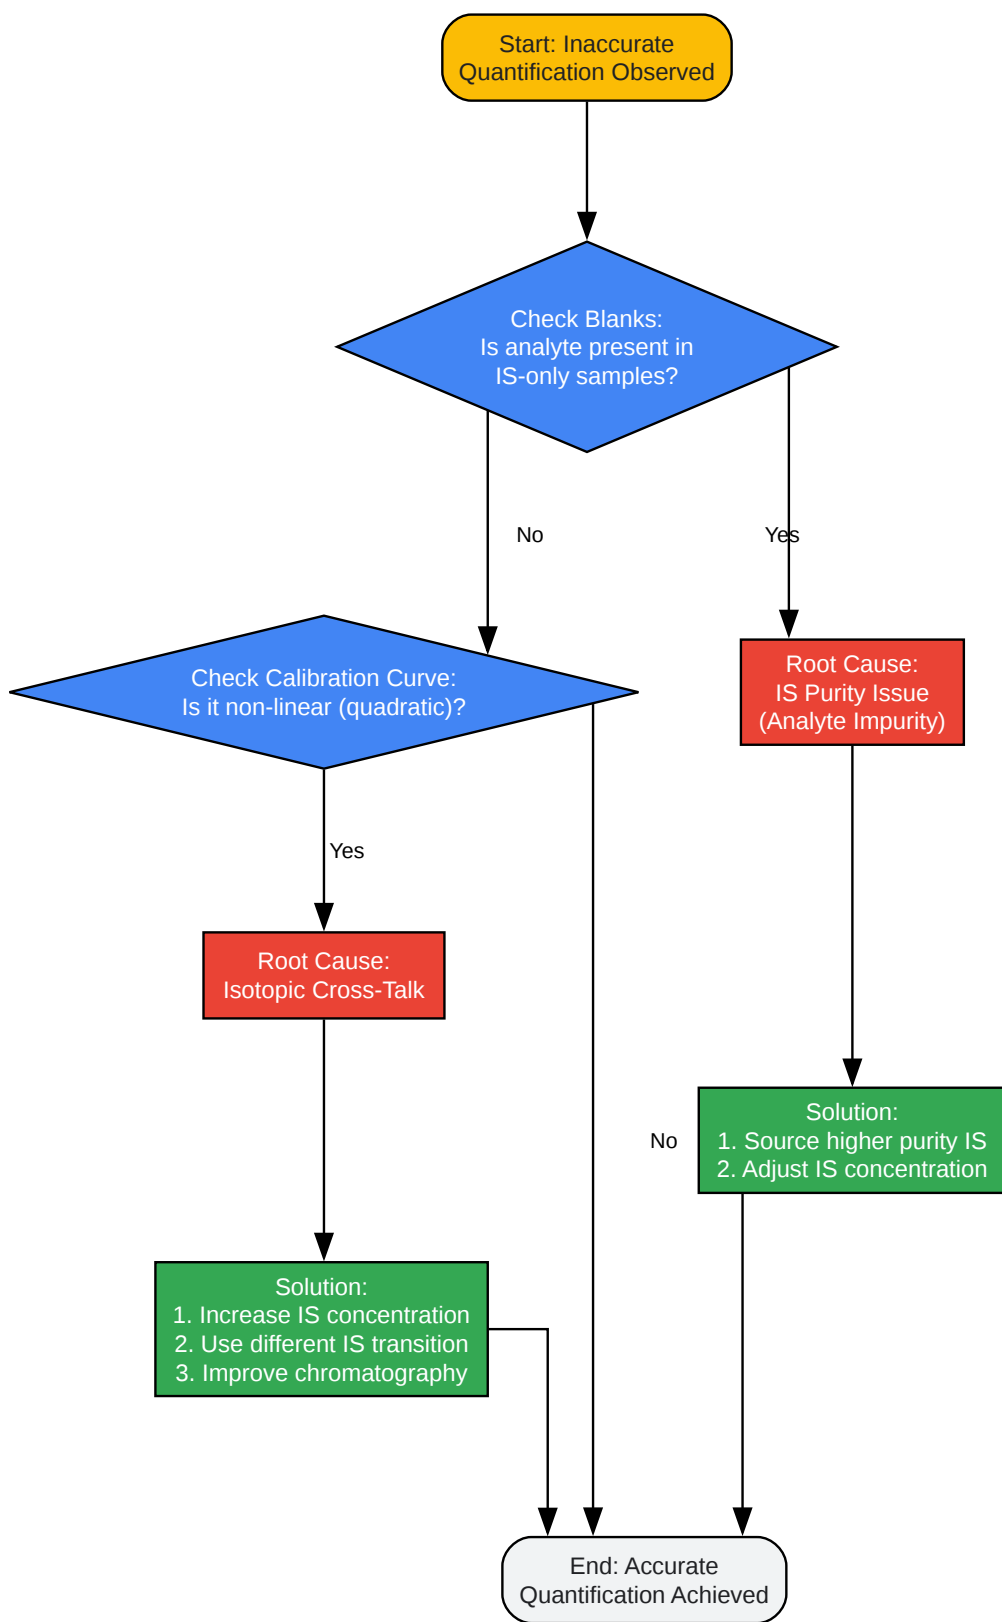 Start: Inaccurate
Quantification Observed
Check Blanks:
Is analyte present in
IS-only samples?
No
Yes
Check Calibration Curve:
Is it non-linear (quadratic)?
Root Cause:
IS Purity Issue
(Analyte Impurity)
Yes
Root Cause:
Isotopic Cross-Talk
No
Solution:
1. Source higher purity IS
2. Adjust IS concentration
Solution:
1. Increase IS concentration
2. Use different IS transition
3. Improve chromatography
End: Accurate
Quantification Achieved